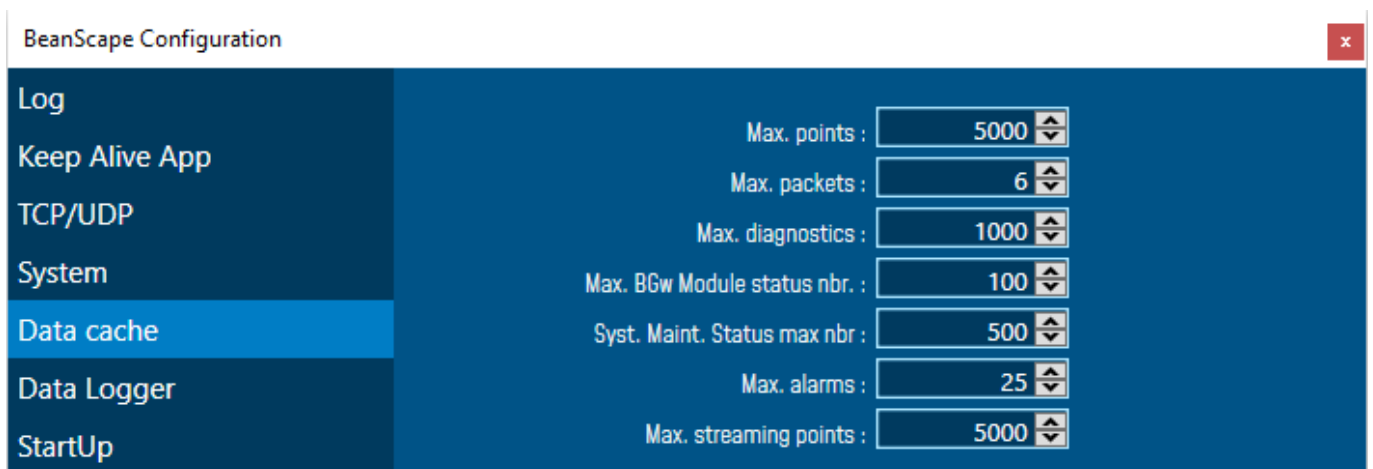 BeanScape Configuration
x
Log
Keep Alive App
TCP/UDP
System
Data cache
Data Logger
StartUp
Max. points : 5000
Max. packets : 6
Max. diagnostics : 1000
Max. BGw Module status nbr. : 100
Syst. Maint. Status max nbr : 500
Max. alarms : 25
Max. streaming points : 5000